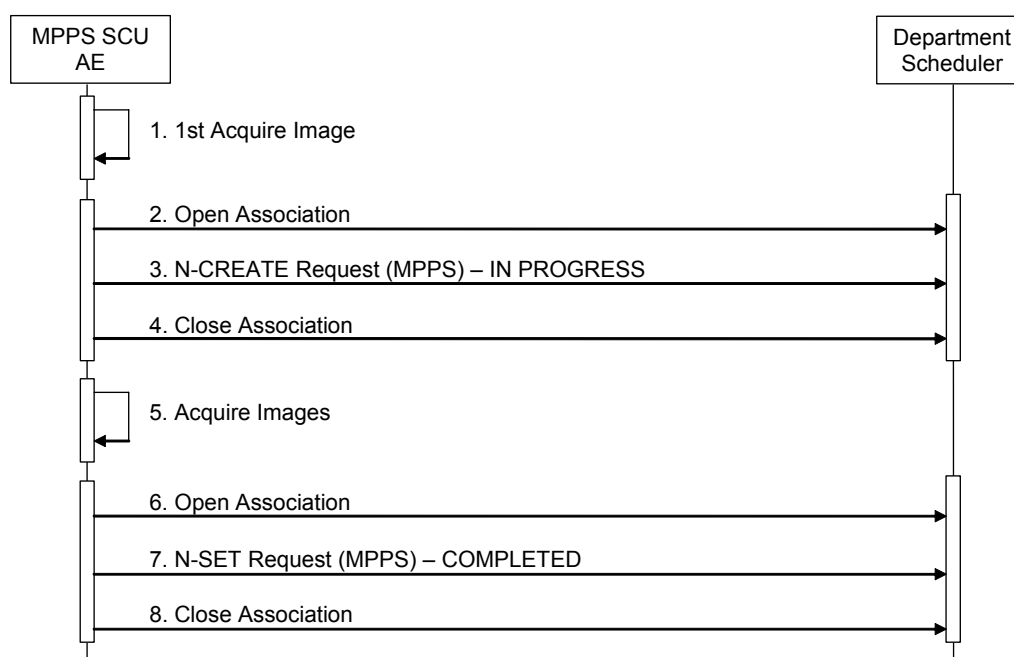 MPPS SCU
AE
Department
Scheduler
1. 1st Acquire Image
2. Open Association
3. N-CREATE Request (MPPS) – IN PROGRESS
4. Close Association
5. Acquire Images
6. Open Association
7. N-SET Request (MPPS) – COMPLETED
8. Close Association